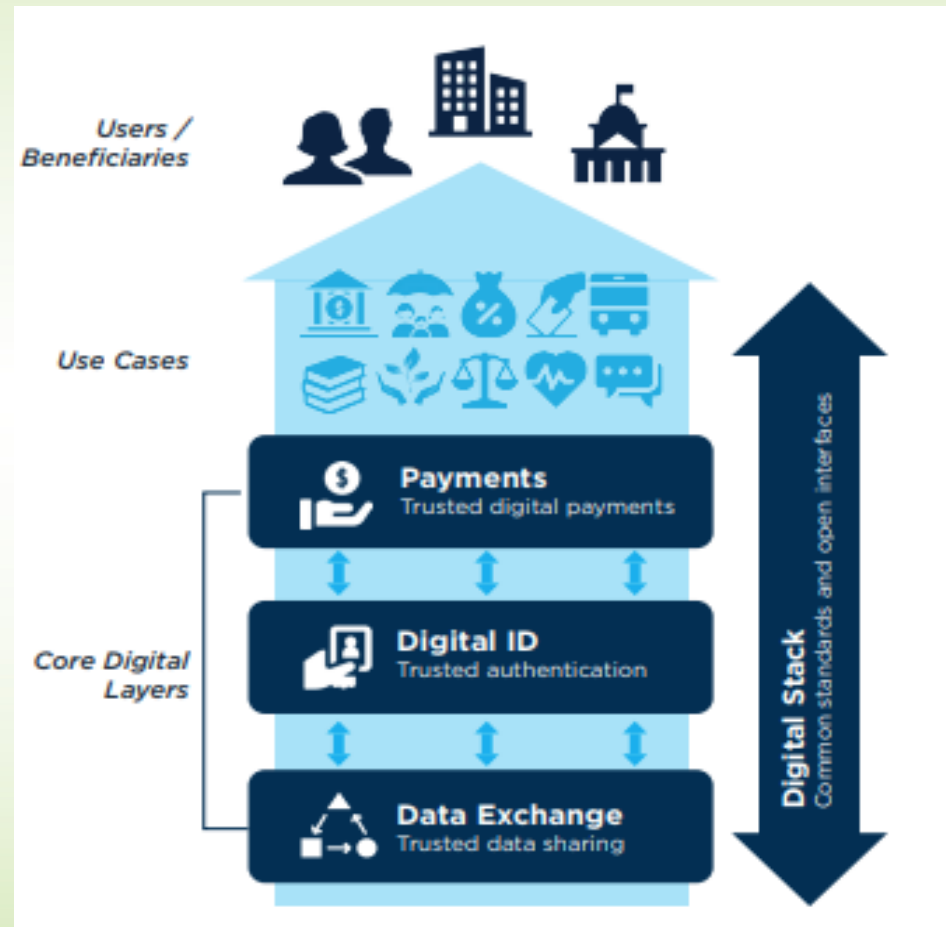 Users /
Beneficiaries
Use Cases
Payments
Trusted digital payments
Digital ID
Trusted authentication
Core Digital
Layers
Data Exchange
Trusted data sharing
Digital Stack
Common standards and open interfaces